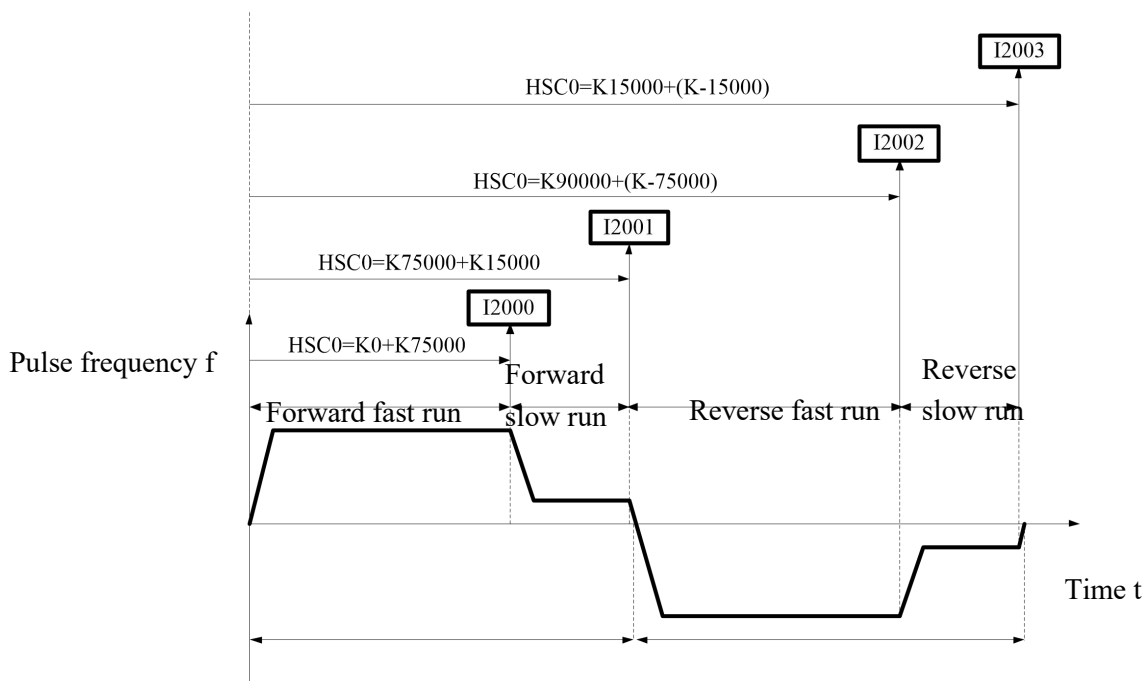 I2003
HSC0=K15000+(K-15000)
I2002
HSC0=K90000+(K-75000)
I2001
HSC0=K75000+K15000
I2000
HSC0=K0+K75000
Pulse frequency f
Forward fast run
Forward
slow run
Reverse fast run
Reverse
slow run
Time t